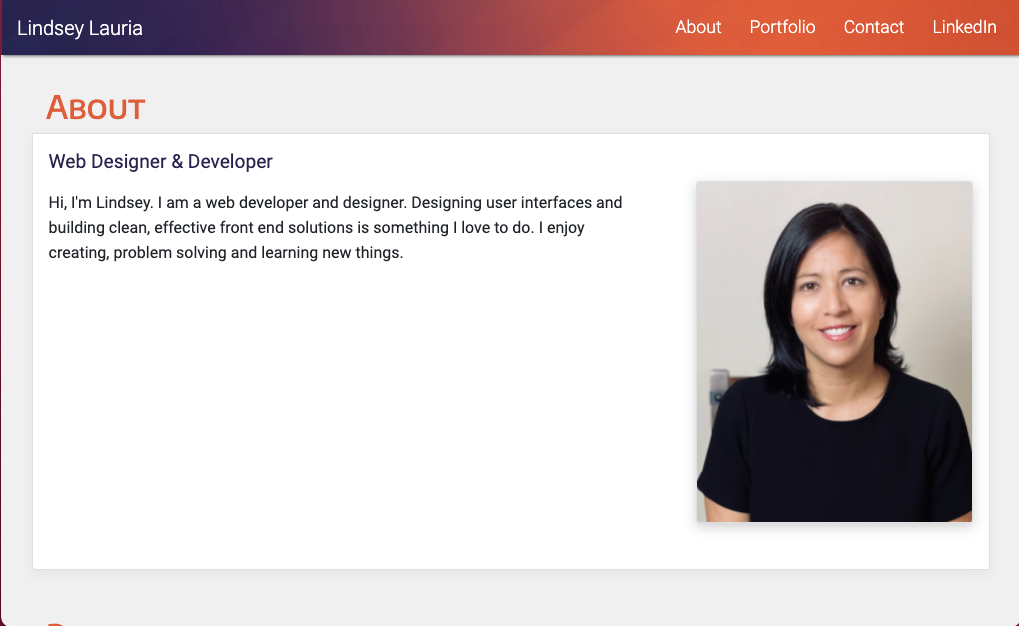 Lindsey Lauria
About Portfolio Contact LinkedIn
About
Web Designer & Developer
Hi, I'm Lindsey. I am a web developer and designer. Designing user interfaces and
building clean, effective front end solutions is something I love to do. I enjoy
creating, problem solving and learning new things.